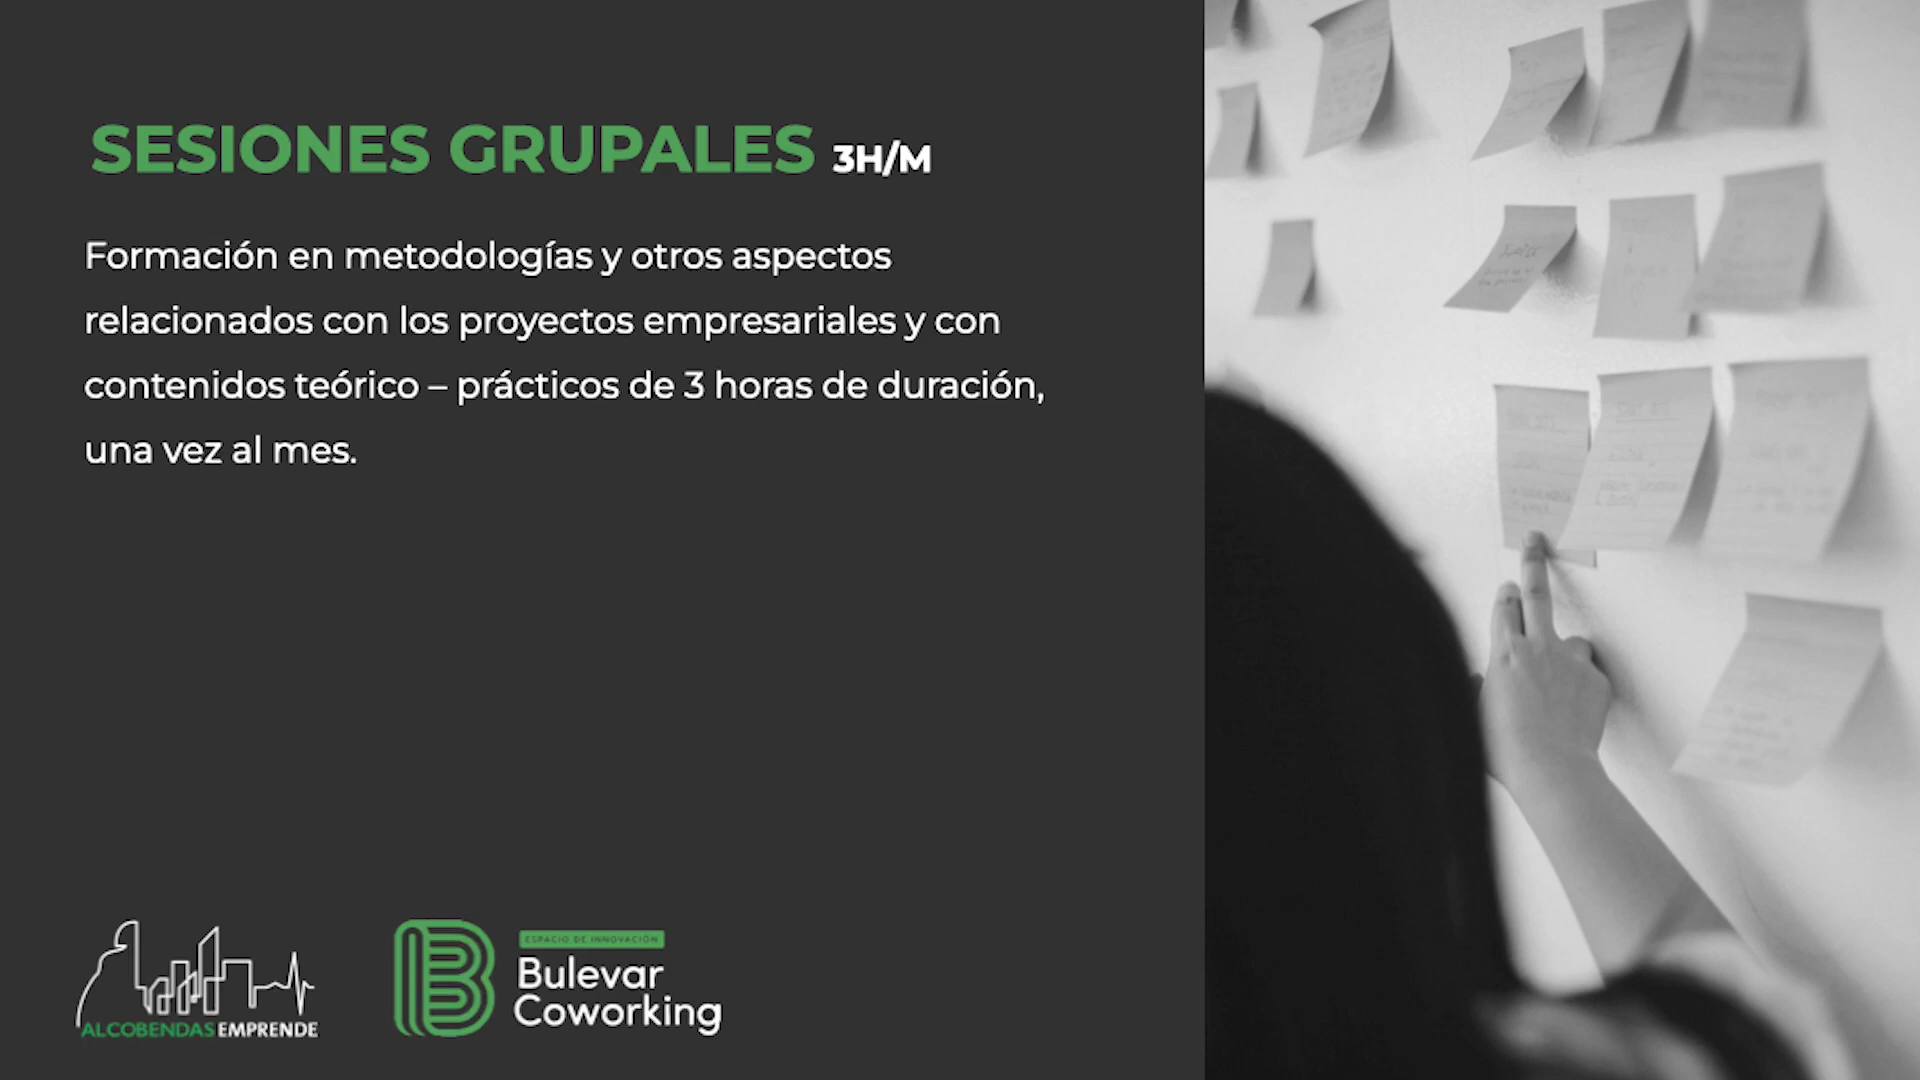 SESIONES GRUPALES 3H/M
Formación en metodologías y otros aspectos
relacionados con los proyectos empresariales y con
contenidos teórico – prácticos de 3 horas de duración,
una vez al mes.
ALCOBENDAS EMPRENDE
ESPACIO DE INNOVACIÓN
Bulevar
Coworking